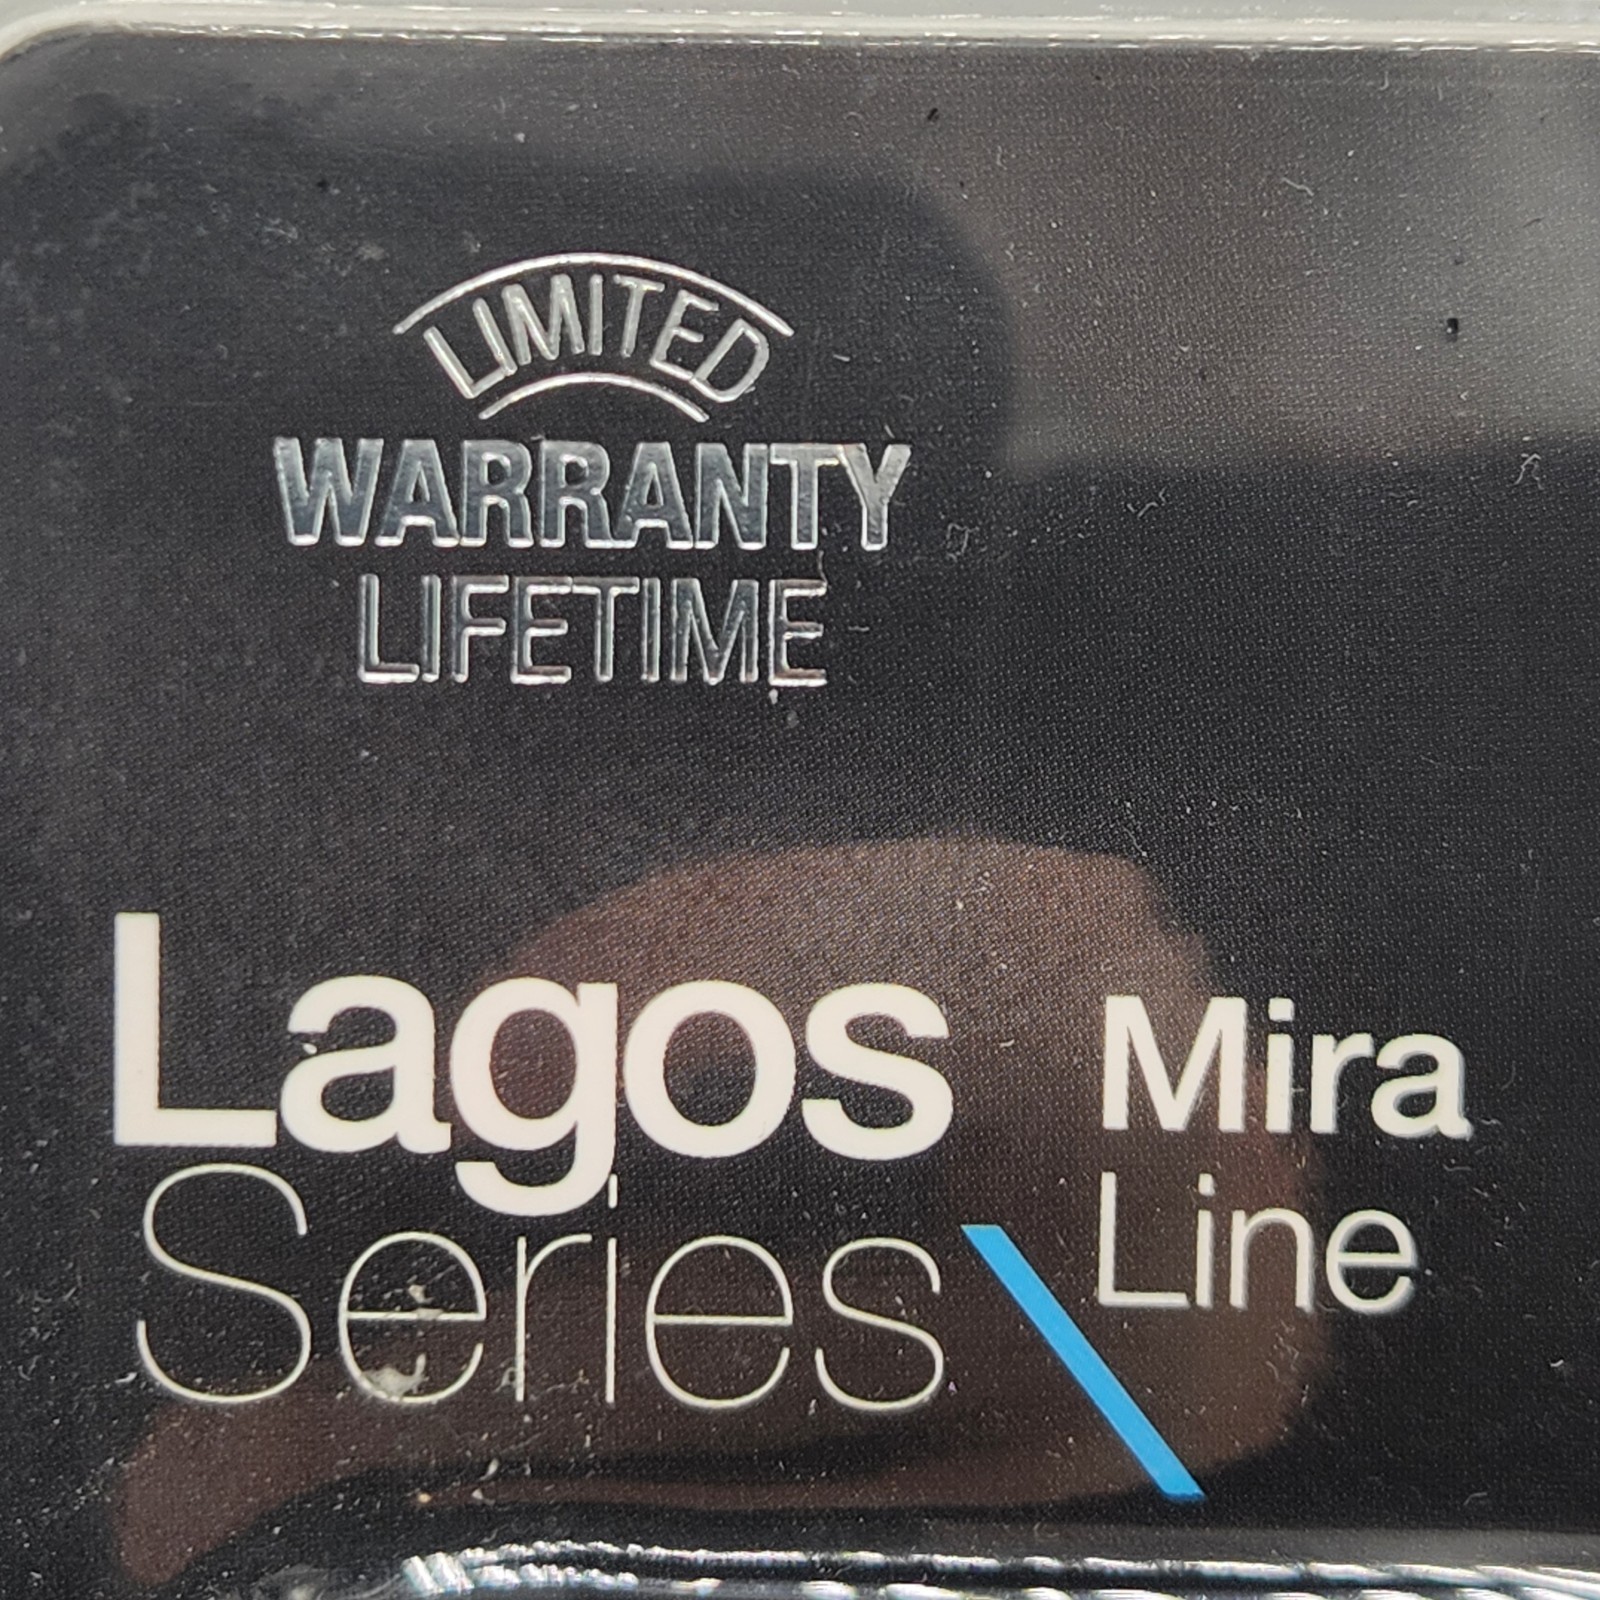 LIMITED
WARRANTY
LIFETIME
Lagos
Series
Mira
Line